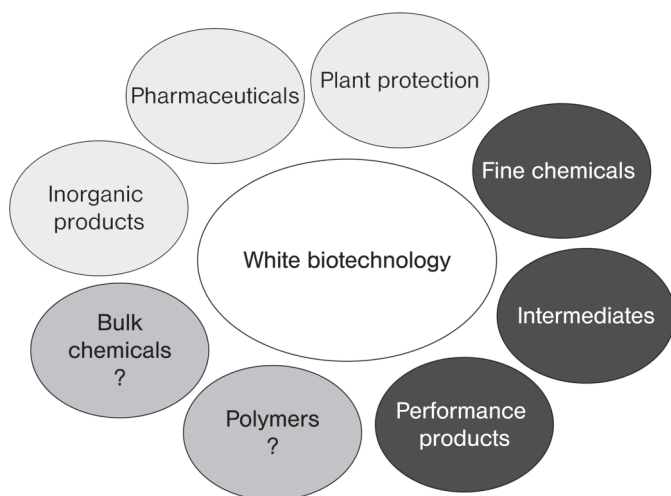 Plant protection
Pharmaceuticals
Fine chemicals
Inorganic
products
White biotechnology
Intermediates
Bulk
chemicals
?
Polymers
?
Performance
products